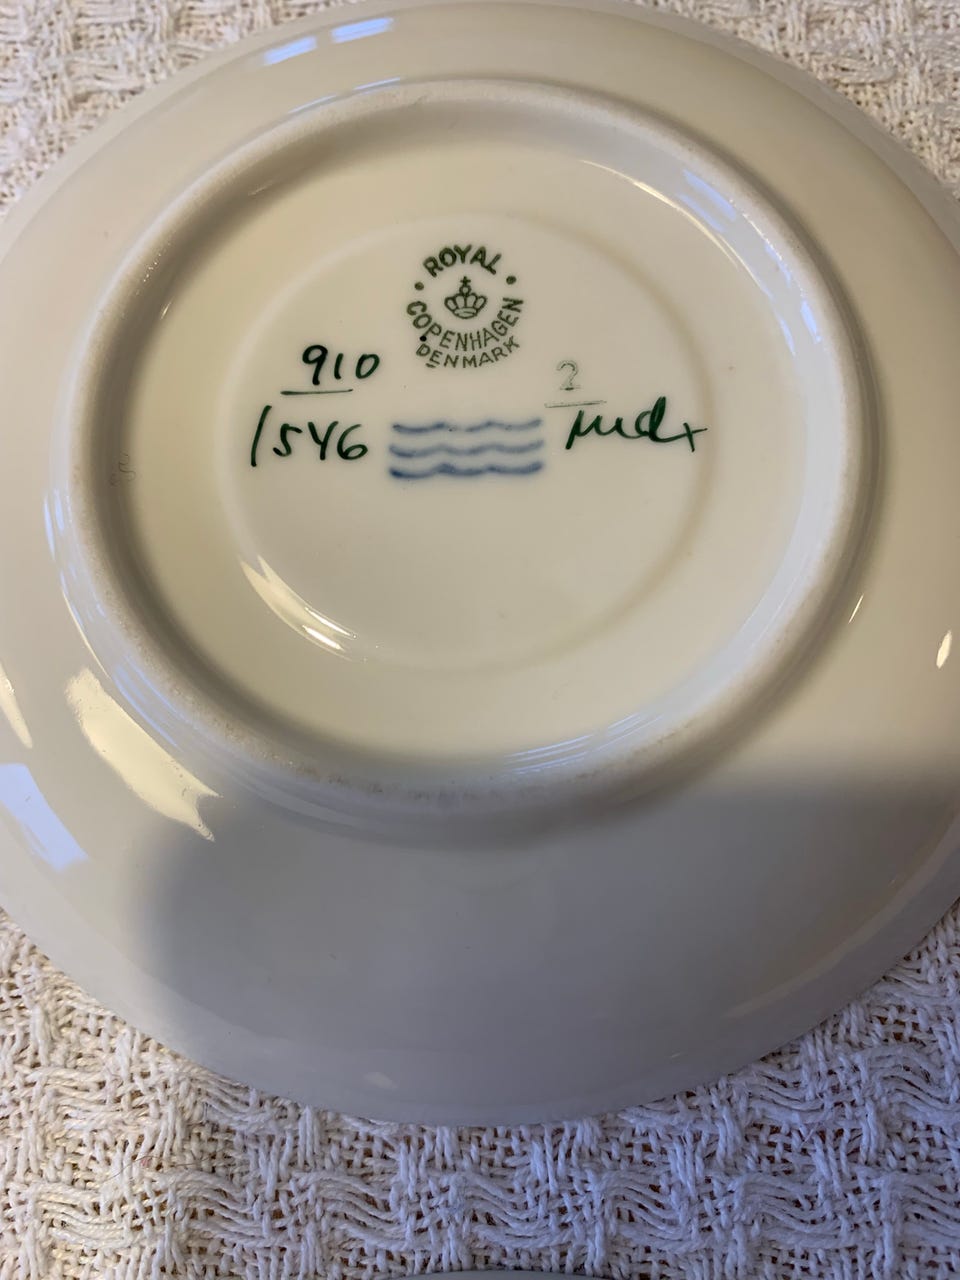 ROYAL
COPENHAGEN
DENMARK
910
1546
2